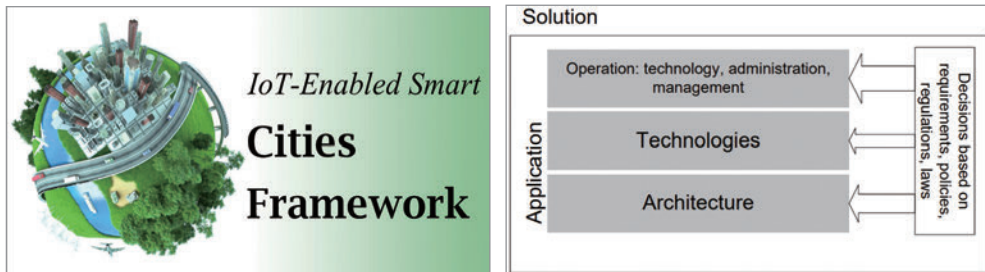 IoT-Enabled Smart
Cities
Framework
Solution
Application
Operation: technology, administration,
management
Technologies
Architecture
Decisions based on
requirements, policies,
regulations, laws